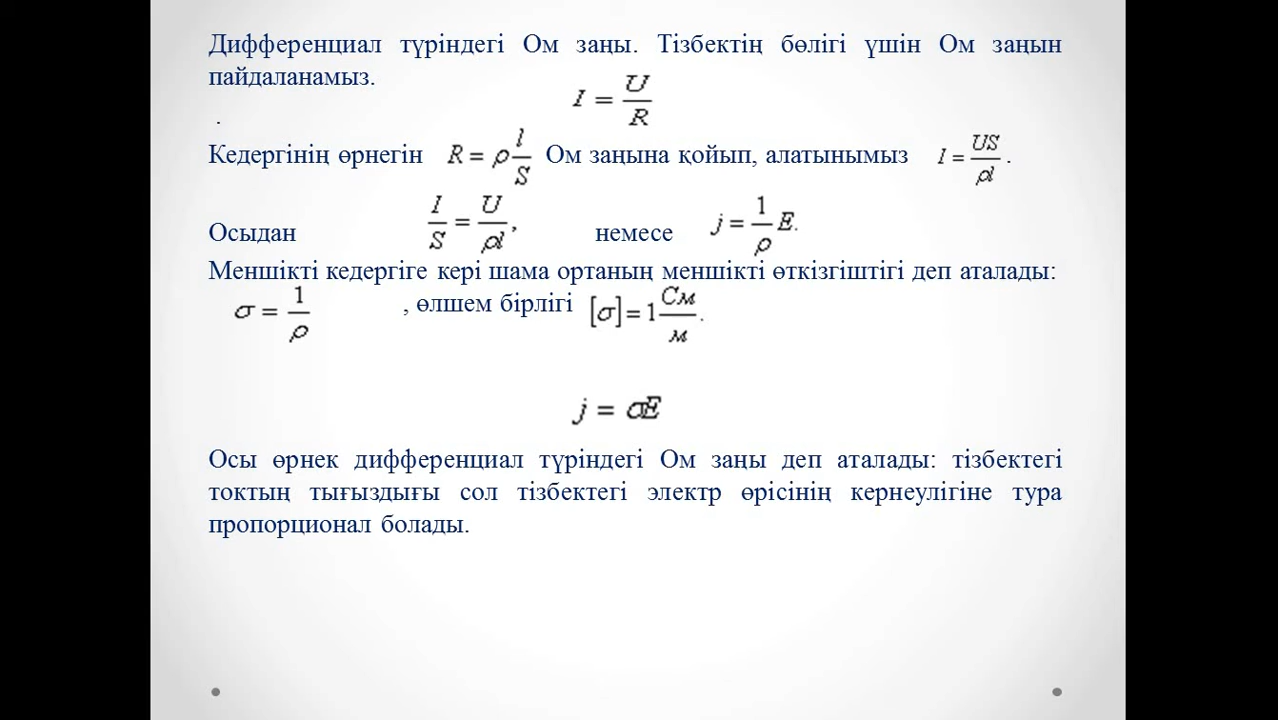 Дифференциал түріндегі Ом заңы. Тізбектің бөлігі үшін Ом заңын
пайдаланамыз.
I = U/R
.
Кедергінің өрнегін R = ρ l/S Ом заңына қойып, алатынымыз I = US/ρl .
Осыдан I/S = U/ρl, немесе j = 1/ρ E.
Меншікті кедергіге кері шама ортаның меншікті өткізгіштігі деп аталады:
σ = 1/ρ , өлшем бірлігі [σ] = 1 См/м.
j = σE
Осы өрнек дифференциал түріндегі Ом заңы деп аталады: тізбектегі
токтың тығыздығы сол тізбектегі электр өрісінің кернеулігіне тура
пропорционал болады.